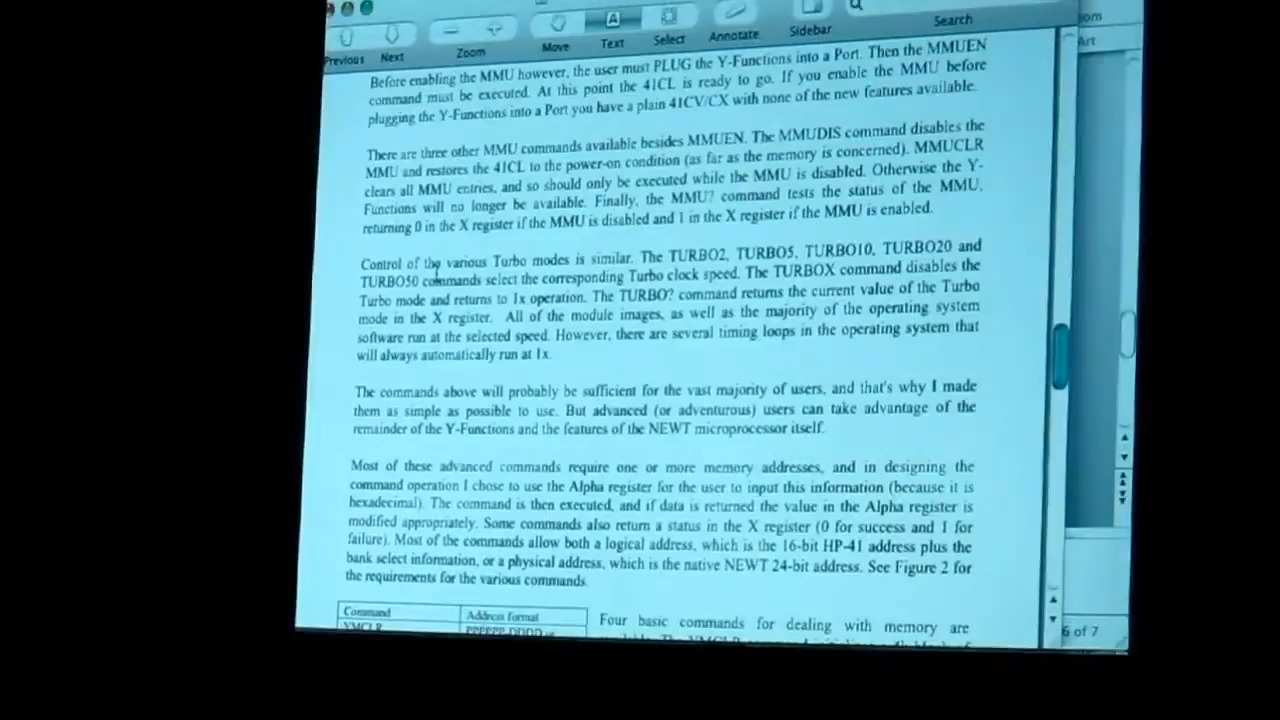 Previous Next Zoom Move Text Select Annotate Sidebar Search
Before enabling the MMU however, the user must PLUG the Y-Functions into a Port. Then the MMUEN
command must be executed. At this point the 41CL is ready to go. If you enable the MMU before
plugging the Y-Functions into a Port you have a plain 41CV/CX with none of the new features available.
There are three other MMU commands available besides MMUEN. The MMUDIS command disables the
MMU and restores the 41CL to the power-on condition (as far as the memory is concerned). MMUCLR
clears all MMU entries, and so should only be executed while the MMU is disabled. Otherwise the Y-
Functions will no longer be available. Finally, the MMU? command tests the status of the MMU,
returning 0 in the X register if the MMU is disabled and 1 in the X register if the MMU is enabled.
Control of the various Turbo modes is similar. The TURBO2, TURBO5, TURBO10, TURBO20 and
TURBO50 commands select the corresponding Turbo clock speed. The TURBOX command disables the
Turbo mode and returns to 1x operation. The TURBO? command returns the current value of the Turbo
mode in the X register. All of the module images, as well as the majority of the operating system
software run at the selected speed. However, there are several timing loops in the operating system that
will always automatically run at 1x.
The commands above will probably be sufficient for the vast majority of users, and that's why I made
them as simple as possible to use. But advanced (or adventurous) users can take advantage of the
remainder of the Y-Functions and the features of the NEWT microprocessor itself.
Most of these advanced commands require one or more memory addresses, and in designing the
command operation I chose to use the Alpha register for the user to input this information (because it is
hexadecimal). The command is then executed, and if data is returned the value in the Alpha register is
modified appropriately. Some commands also return a status in the X register (0 for success and 1 for
failure). Most of the commands allow both a logical address, which is the 16-bit HP-41 address plus the
bank select information, or a physical address, which is the native NEWT 24-bit address. See Figure 2 for
the requirements for the various commands.
Command Address format
YMCLR
Four basic commands for dealing with memory are
6 of 7
Art